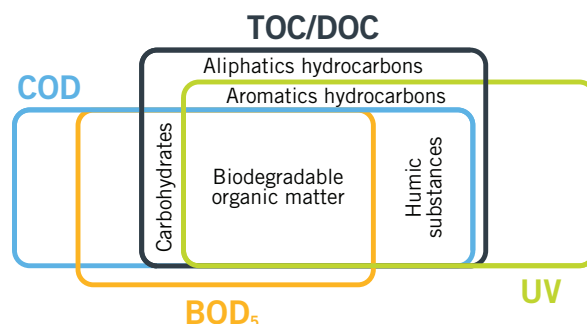 TOC/DOC
Aliphatics hydrocarbons
COD
Aromatics hydrocarbons
Carbohydrates
Biodegradable
organic matter
Humic
substances
UV
BOD₅